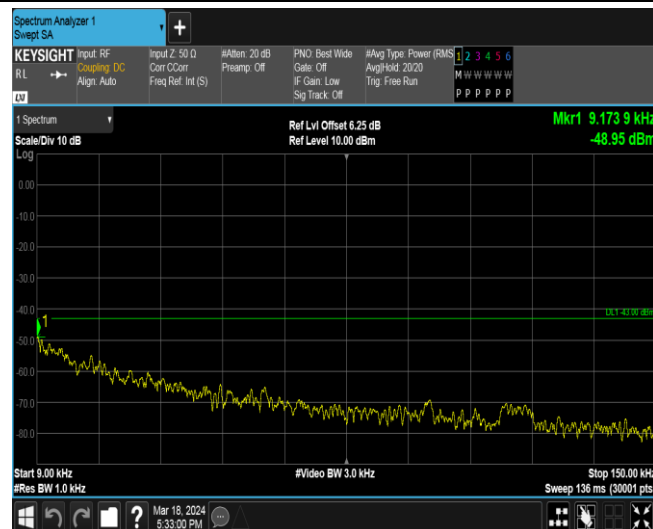 Spectrum Analyzer 1
Swept SA
+
KEYSIGHT
RL
LXI
Input: RF
Coupling: DC
Align: Auto
Input Z: 50 Ω
Corr CCorr
Freq Ref: Int (S)
#Atten: 20 dB
Preamp: Off
PNO: Best Wide
Gate: Off
IF Gain: Low
Sig Track: Off
#Avg Type: Power (RMS
Avg|Hold: 20/20
Trig: Free Run
1 2 3 4 5 6
M W W W W W
P P P P P P
1 Spectrum
Scale/Div 10 dB
Ref Lvl Offset 6.25 dB
Ref Level 10.00 dBm
Mkr1 9.173 9 kHz
-48.95 dBm
Log
0.00
-10.0
-20.0
-30.0
-40.0
-50.0
-60.0
-70.0
-80.0
1
DL1 -43.00 dBm
Start 9.00 kHz
#Res BW 1.0 kHz
#Video BW 3.0 kHz
Stop 150.00 kHz
Sweep 136 ms (30001 pts
?
Mar 18, 2024
5:33:00 PM